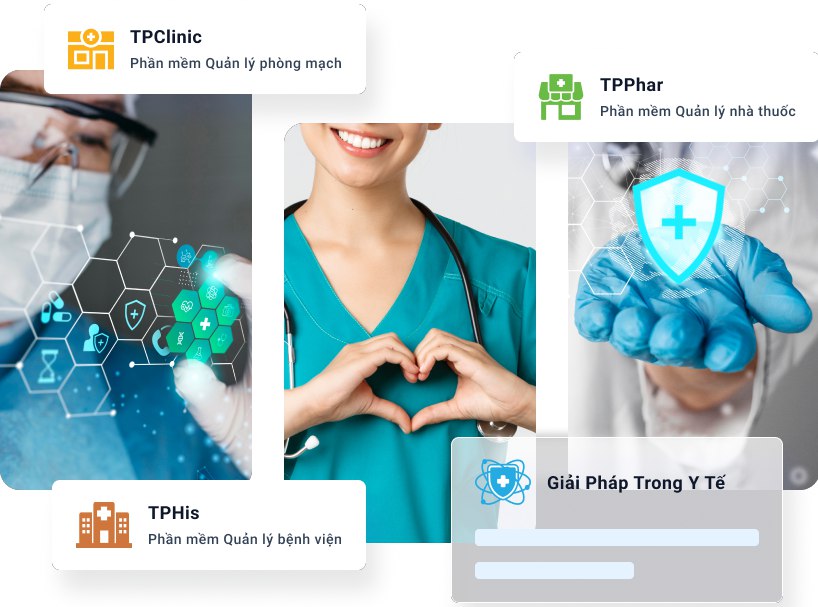 TPClinic
Phần mềm Quản lý phòng mạch
TPPhar
Phần mềm Quản lý nhà thuốc
TPHis
Phần mềm Quản lý bệnh viện
Giải Pháp Trong Y Tế